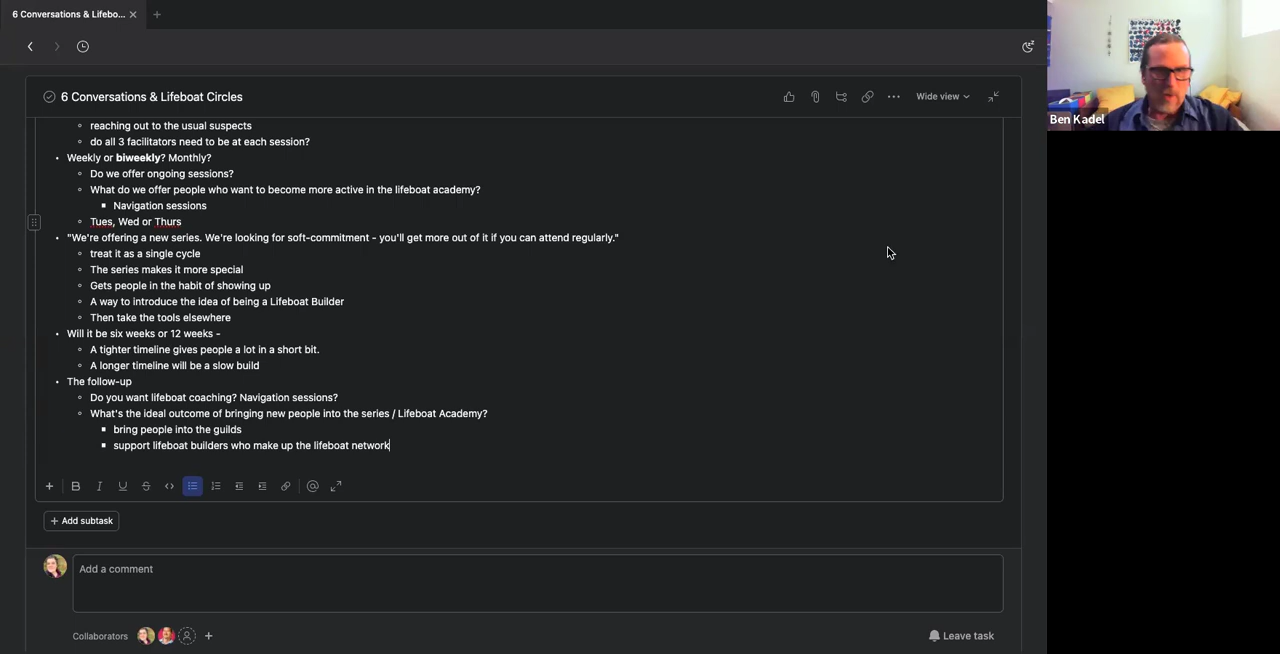 6 Conversations & Lifebo...
6 Conversations & Lifeboat Circles
Wide view
Ben Kadel
reaching out to the usual suspects
do all 3 facilitators need to be at each session?
Weekly or biweekly? Monthly?
Do we offer ongoing sessions?
What do we offer people who want to become more active in the lifeboat academy?
Navigation sessions
Tues, Wed or Thurs
"We're offering a new series. We're looking for soft-commitment - you'll get more out of it if you can attend regularly."
treat it as a single cycle
The series makes it more special
Gets people in the habit of showing up
A way to introduce the idea of being a Lifeboat Builder
Then take the tools elsewhere
Will it be six weeks or 12 weeks -
A tighter timeline gives people a lot in a short bit.
A longer timeline will be a slow build
The follow-up
Do you want lifeboat coaching? Navigation sessions?
What's the ideal outcome of bringing new people into the series / Lifeboat Academy?
bring people into the guilds
support lifeboat builders who make up the lifeboat network
+ B I U S <> @
+ Add subtask
Add a comment
Collaborators +
Leave task